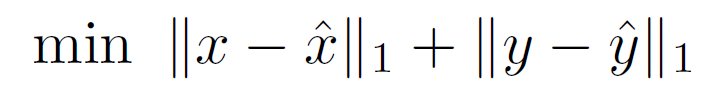 min ‖x − x̂‖₁ + ‖y − ŷ‖₁